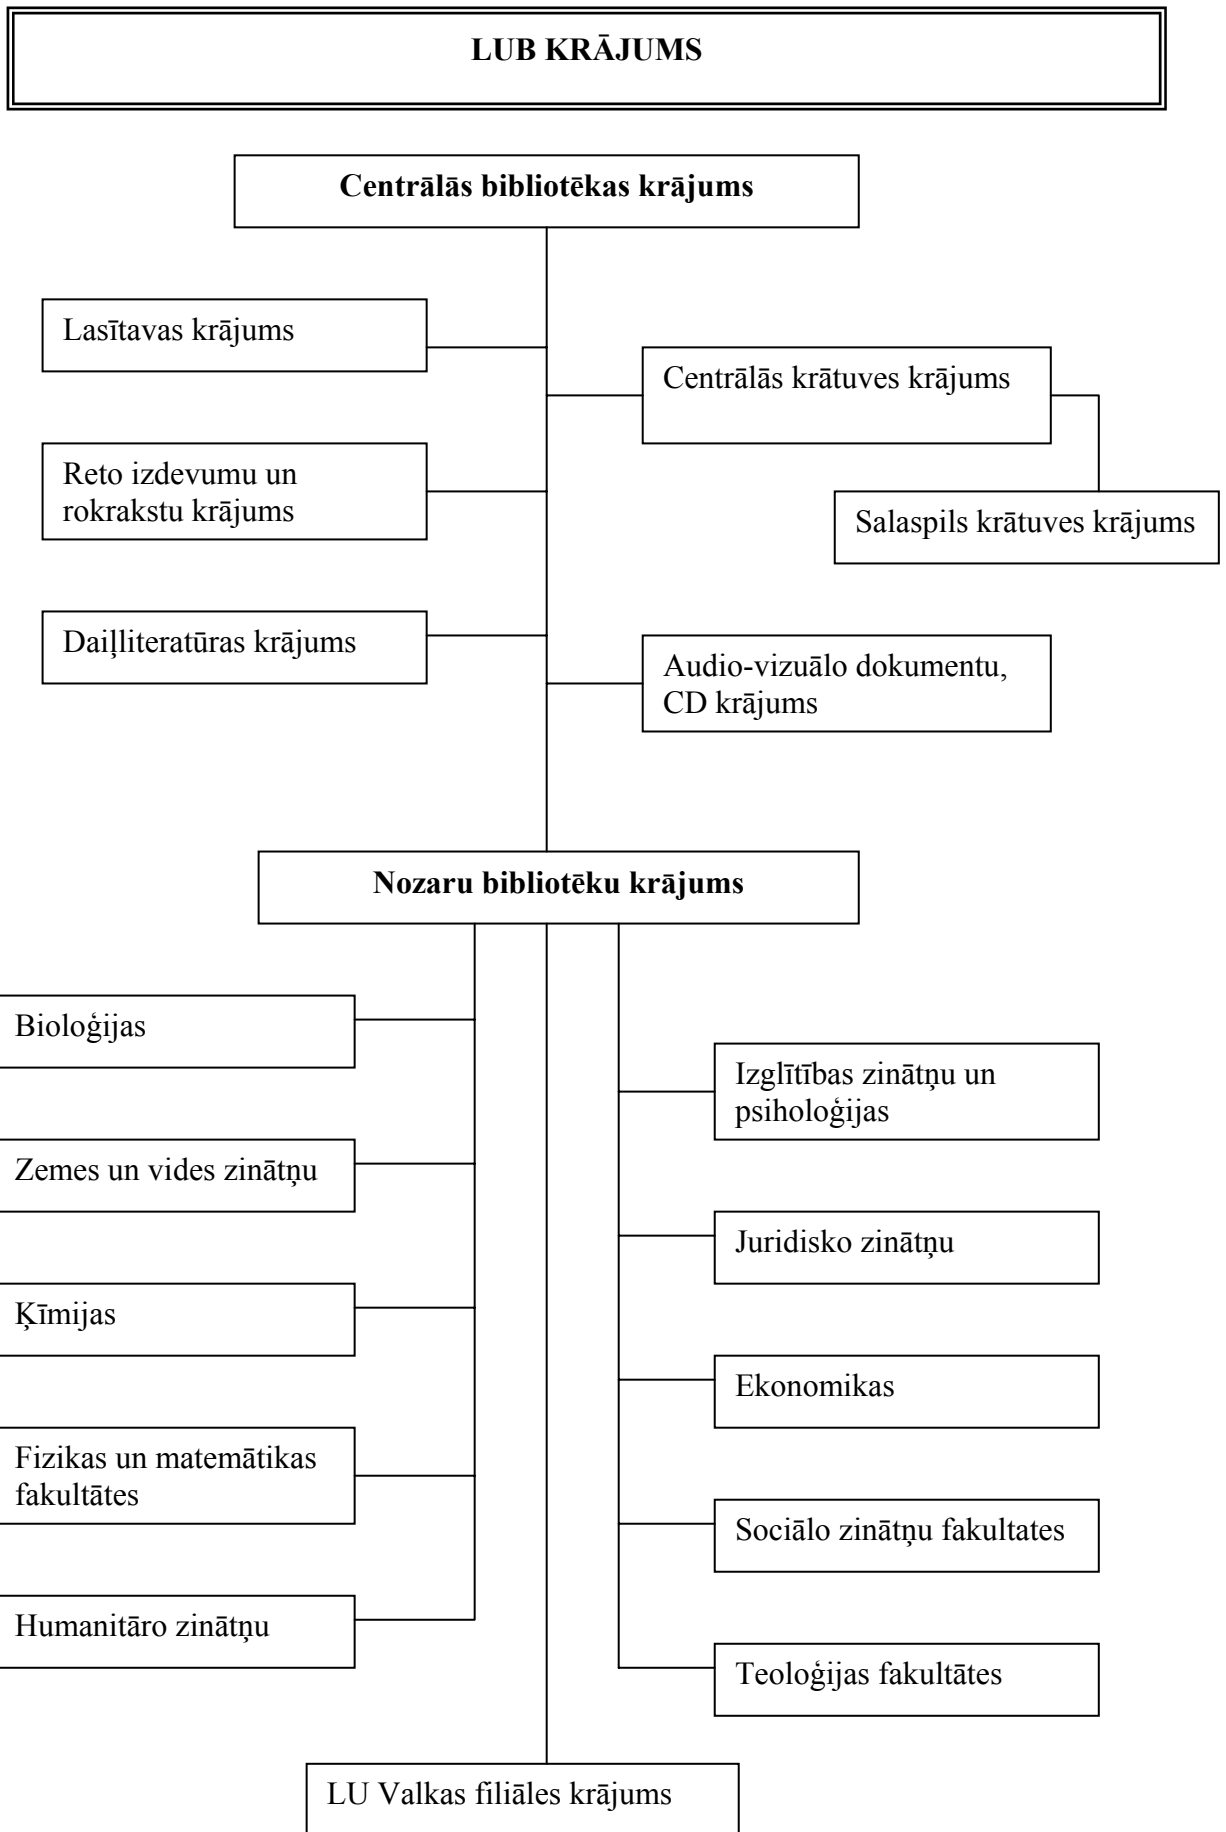 LUB KRĀJUMS
Centrālās bibliotēkas krājums
Lasītavas krājums
Centrālās krātuves krājums
Reto izdevumu un
rokrakstu krājums
Salaspils krātuves krājums
Daiļliteratūras krājums
Audio-vizuālo dokumentu,
CD krājums
Nozaru bibliotēku krājums
Bioloģijas
Izglītības zinātņu un
psiholoģijas
Zemes un vides zinātņu
Juridisko zinātņu
Ķīmijas
Ekonomikas
Fizikas un matemātikas
fakultātes
Sociālo zinātņu fakultates
Humanitāro zinātņu
Teoloģijas fakultātes
LU Valkas filiāles krājums